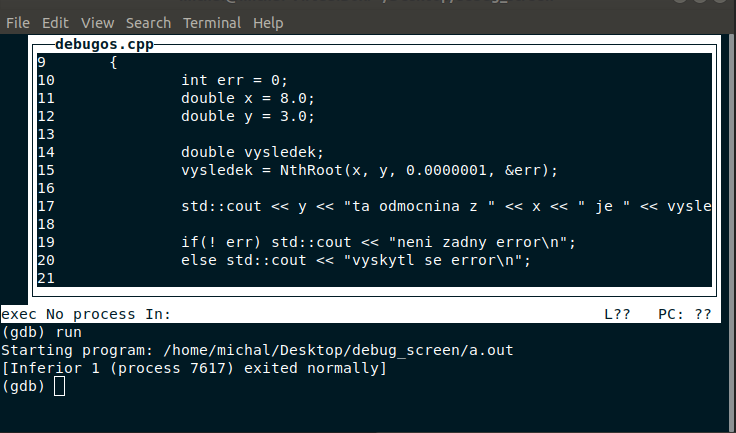 File Edit View Search Terminal Help
debugos.cpp
9 {
10 int err = 0;
11 double x = 8.0;
12 double y = 3.0;
13
14 double vysledek;
15 vysledek = NthRoot(x, y, 0.0000001, &err);
16
17 std::cout << y << "ta odmocnina z " << x << " je " << vysle
18
19 if(! err) std::cout << "neni zadny error\n";
20 else std::cout << "vyskytl se error\n";
21
exec No process In: L?? PC: ??
(gdb) run
Starting program: /home/michal/Desktop/debug_screen/a.out
[Inferior 1 (process 7617) exited normally]
(gdb)